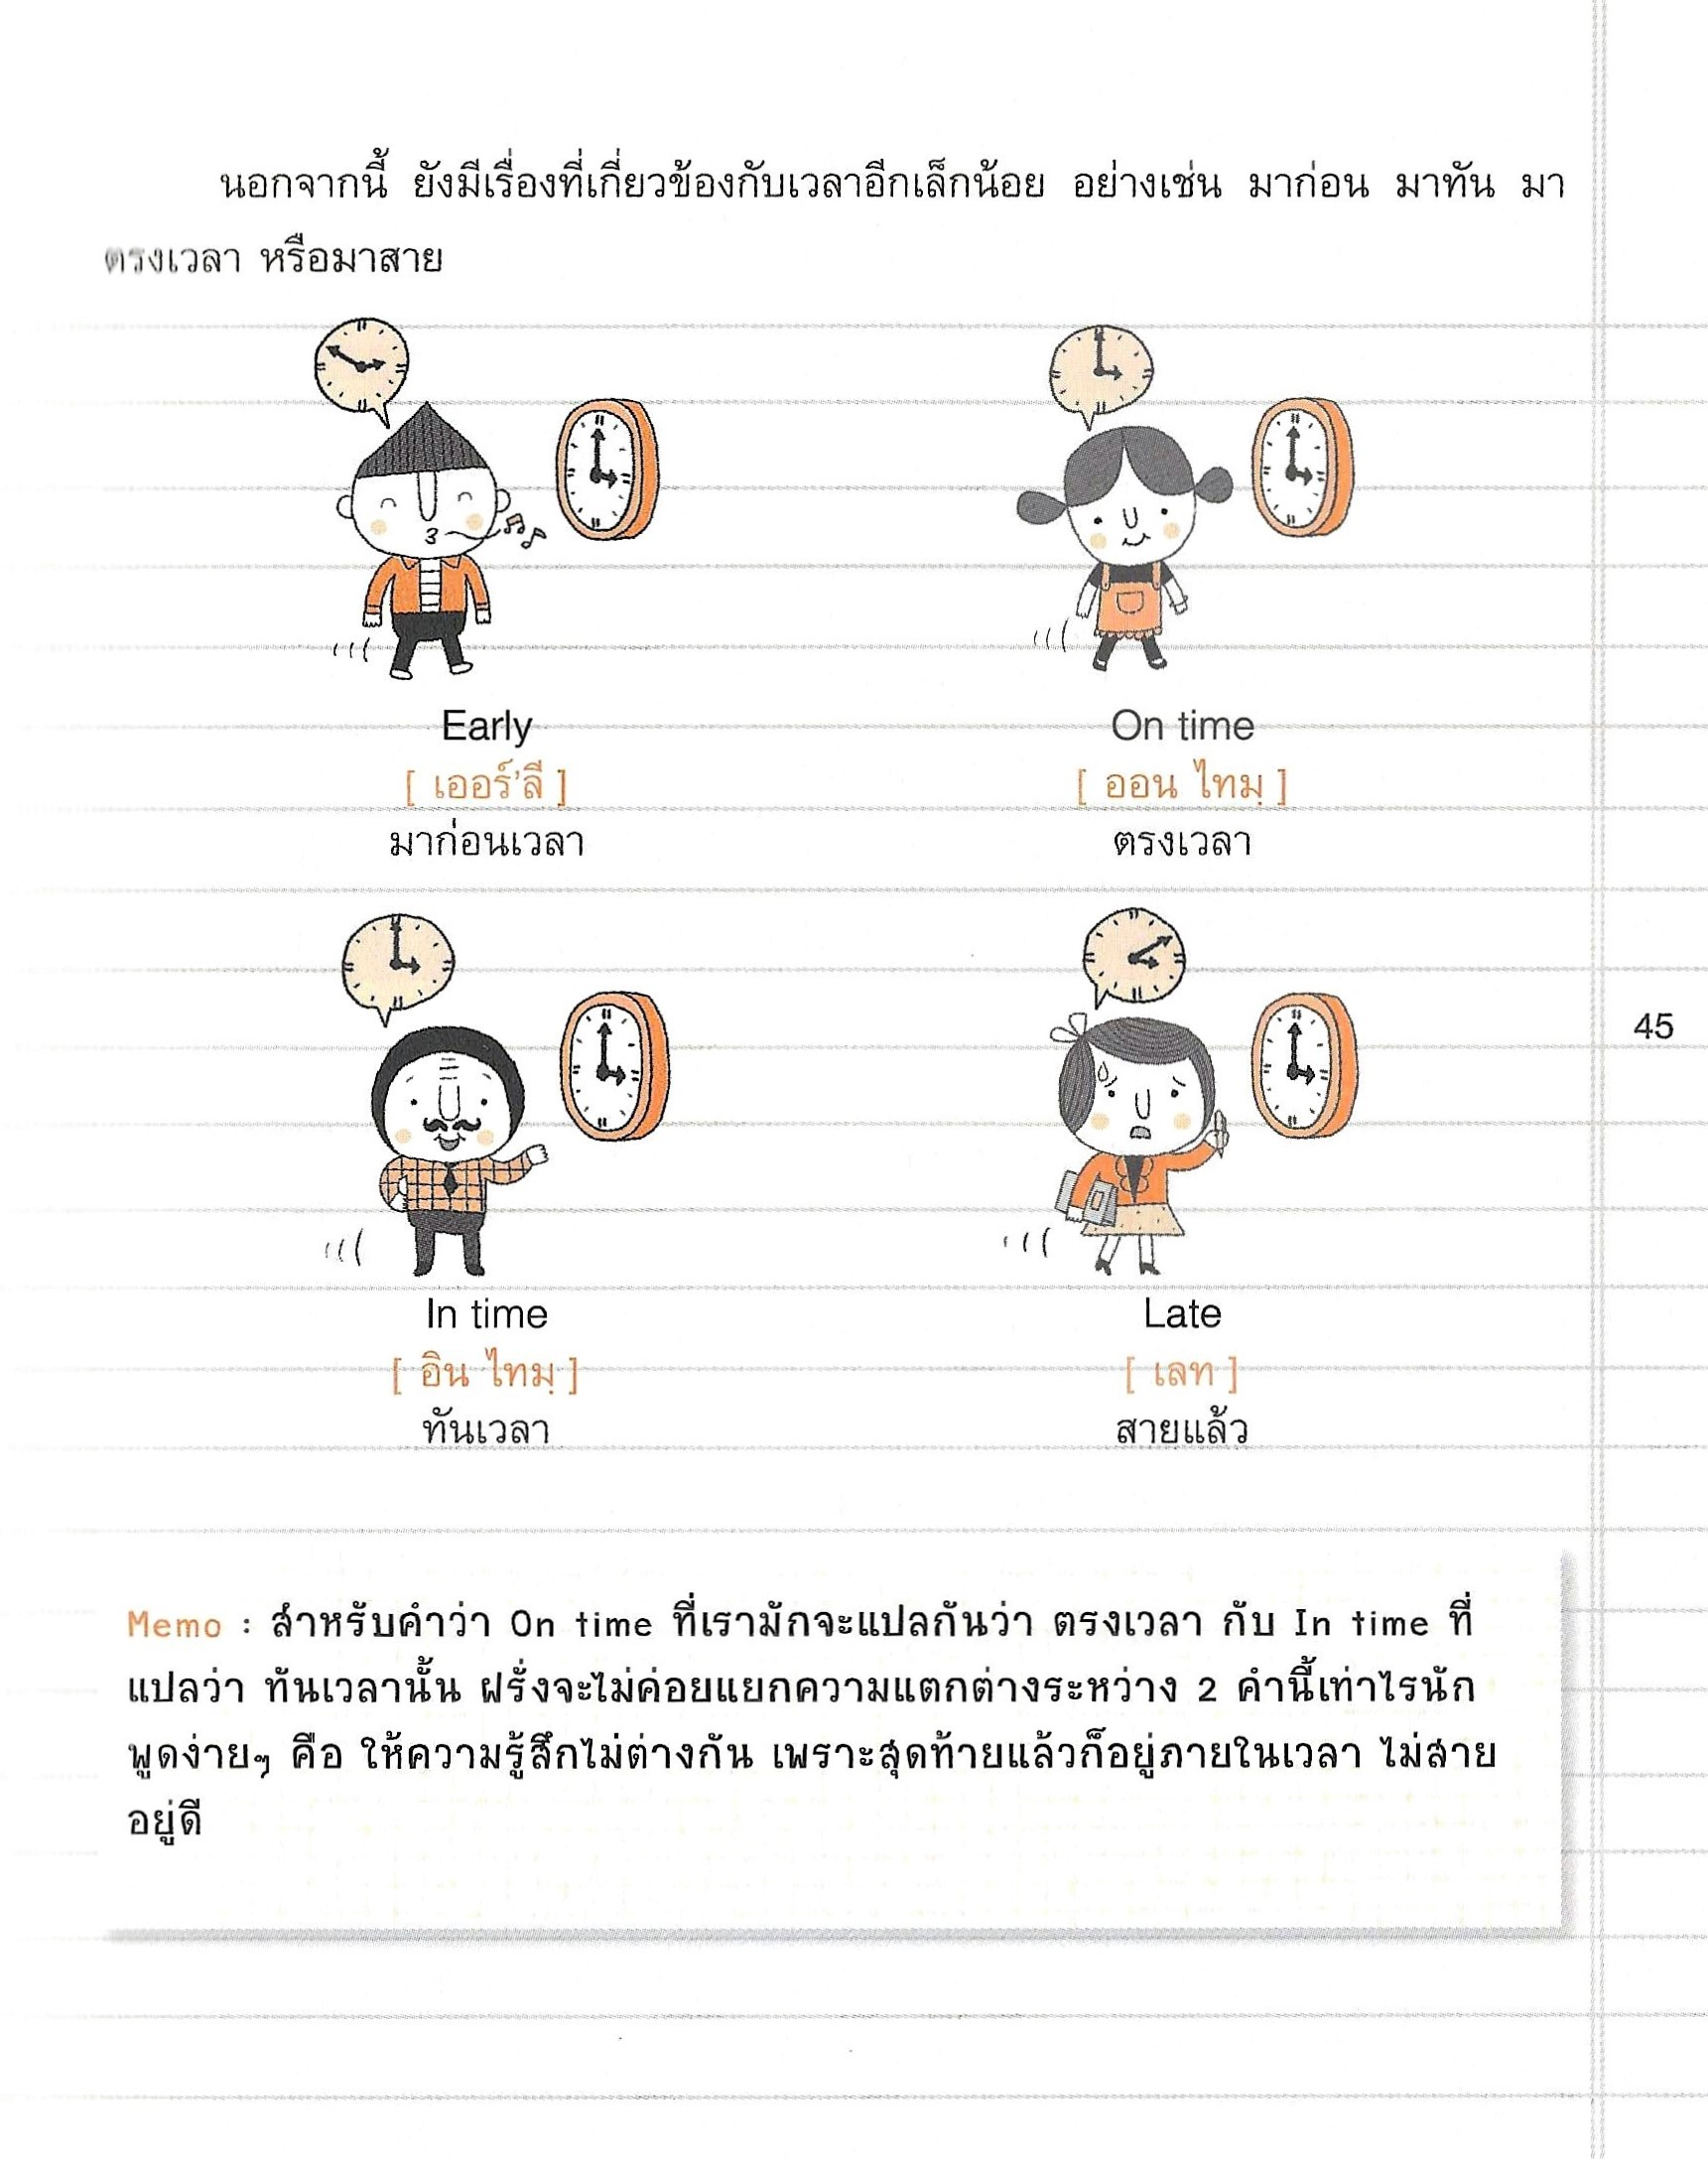 นอกจากนี้ ยังมีเรื่องที่เกี่ยวข้องกับเวลาอีกเล็กน้อย อย่างเช่น มาก่อน มาทัน มา
ตรงเวลา หรือมาสาย
Early
[ เออร์'ลี ]
มาก่อนเวลา
On time
[ ออน ไทมฺ ]
ตรงเวลา
In time
[ อิน ไทมฺ ]
ทันเวลา
Late
[ เลท ]
สายแล้ว
45
Memo : สำหรับคำว่า On time ที่เรามักจะแปลกันว่า ตรงเวลา กับ In time ที่
แปลว่า ทันเวลานั้น ฝรั่งจะไม่ค่อยแยกความแตกต่างระหว่าง 2 คำนี้เท่าไรนัก
พูดง่ายๆ คือ ให้ความรู้สึกไม่ต่างกัน เพราะสุดท้ายแล้วก็อยู่ภายในเวลา ไม่สาย
อยู่ดี